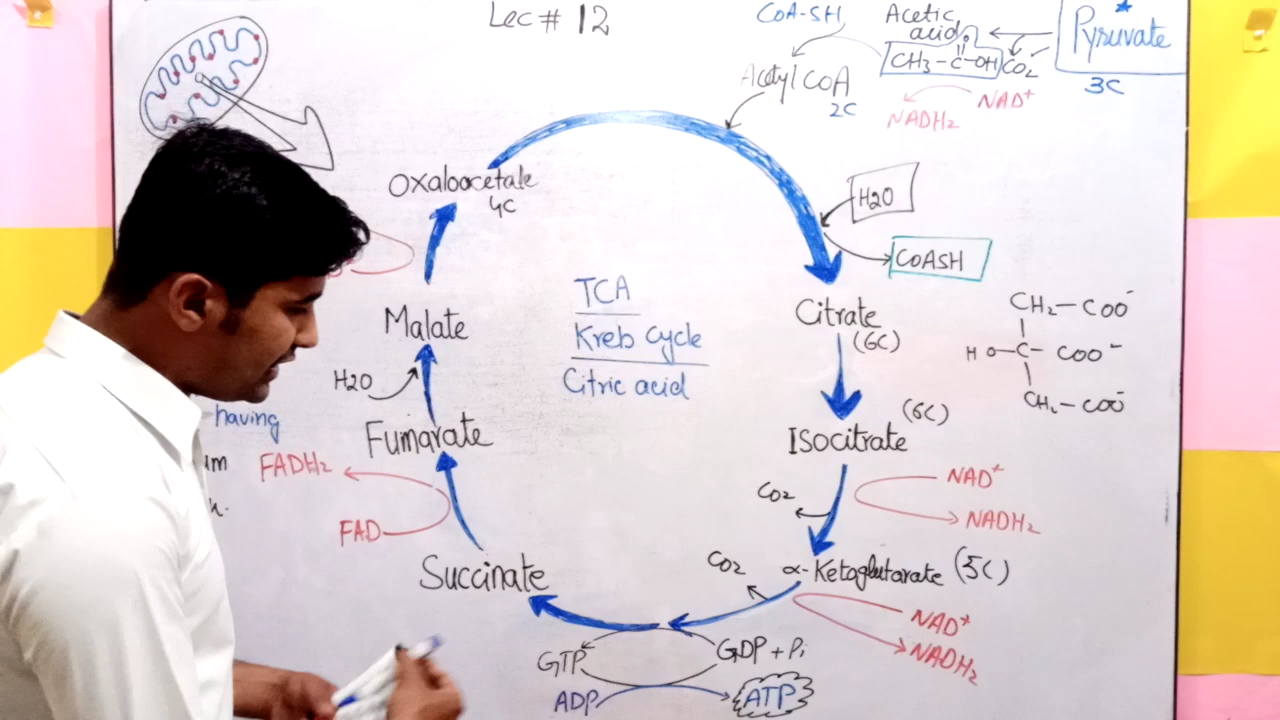 Lec # 12
CoA-SH
Acetic
acid
Pyruvate
3C
CH3-C-OH
O
CO2
NAD+
NADH2
Acetyl CoA
2C
H2O
CoASH
Oxaloacetate
4C
TCA
Kreb Cycle
Citric acid
Citrate
(6C)
CH2-COO-
HO-C-COO-
CH2-COO-
Malate
H2O
Isocitrate
(6C)
having
Fumarate
FADH2
FAD
NAD+
NADH2
CO2
CO2
α-Ketoglutarate (5C)
Succinate
NAD+
NADH2
GTP
GDP + Pi
ADP
ATP